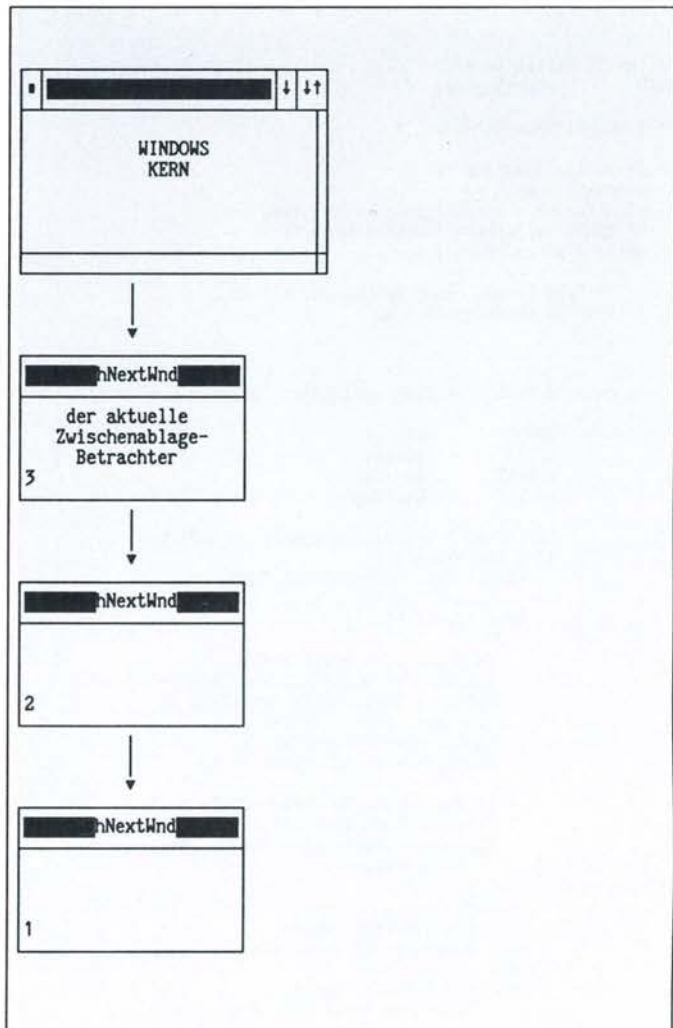 ↓ ↓↑
WINDOWS
KERN
hNextWnd
der aktuelle
Zwischenablage-
Betrachter
3
hNextWnd
2
hNextWnd
1